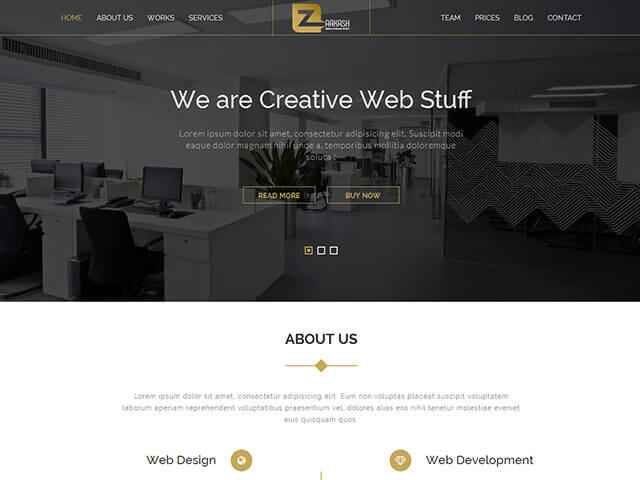 HOME ABOUT US WORKS SERVICES Z AAKASH TEAM PRICES BLOG CONTACT
We are Creative Web Stuff
Lorem ipsum dolor sit amet, consectetur adipisicing elit. Suscipit modi
eaque dolor magnam nihil unde a, temporibus mollitia doloremque
soluta !
READ MORE BUY NOW
ABOUT US
Lorem ipsum dolor sit amet, consectetur adipisicing elit. Eum non voluptas placeat suscipit voluptatem
laborum aperiam reprehenderit voluptatibus praesentium vel, dolores alias eos nihil tenetur molestiae eveniet
eius quisquam quos.
Web Design Web Development